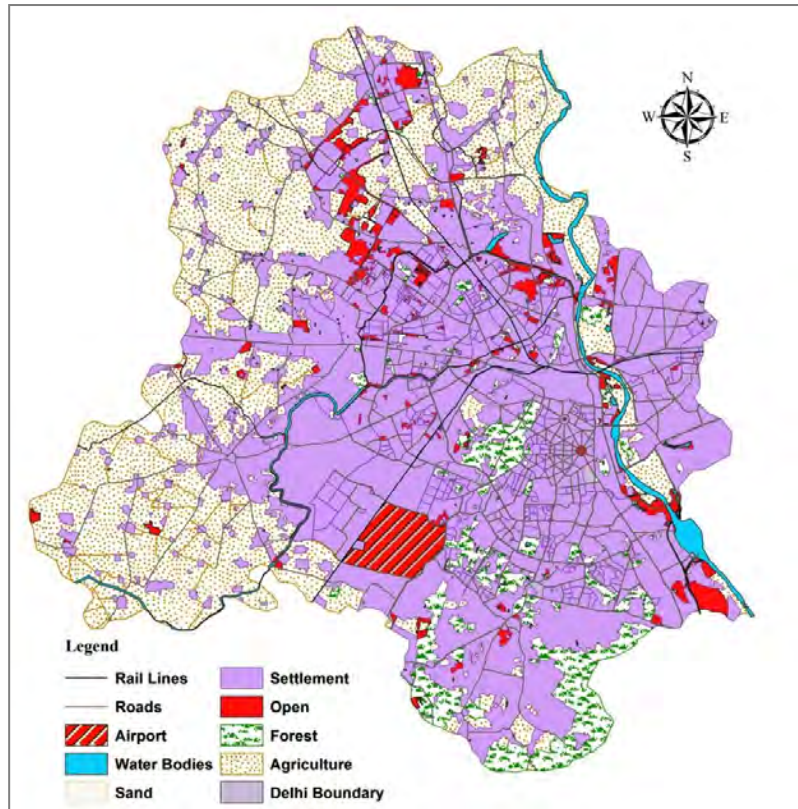 N
W E
S
Legend
Rail Lines
Roads
Airport
Water Bodies
Sand
Settlement
Open
Forest
Agriculture
Delhi Boundary